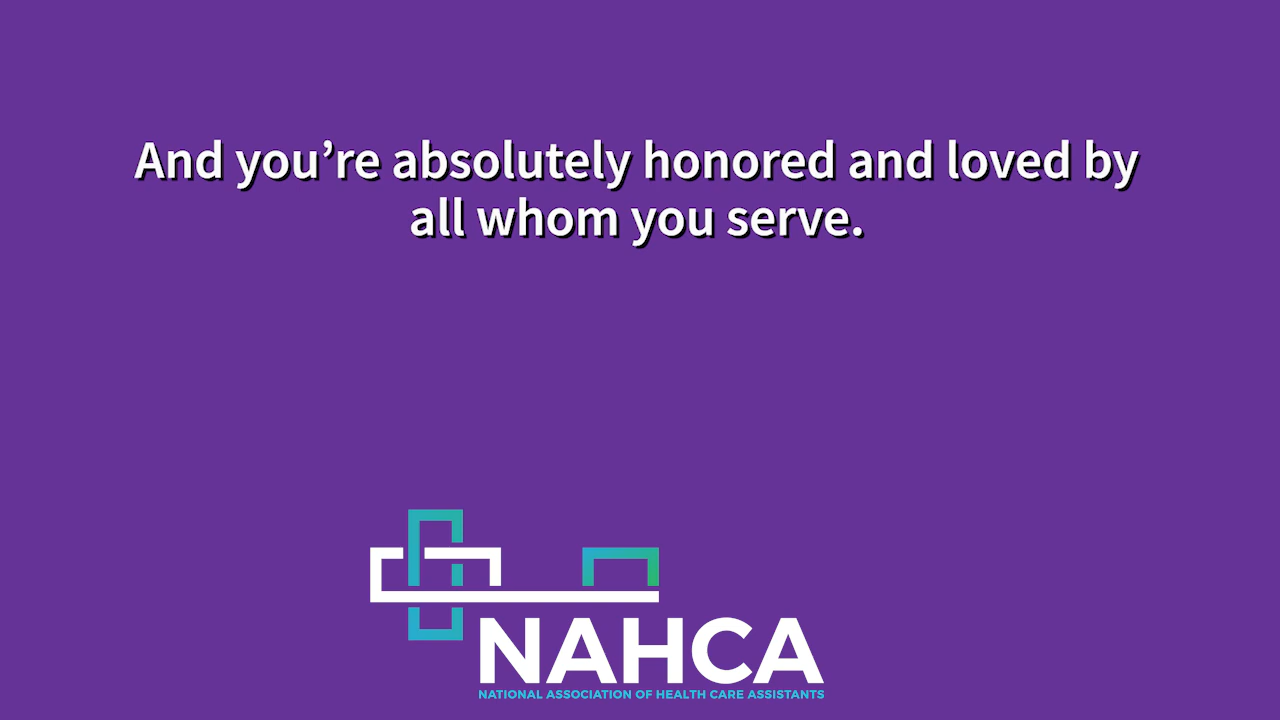 And you’re absolutely honored and loved by
all whom you serve.
NAHCA
NATIONAL ASSOCIATION OF HEALTH CARE ASSISTANTS